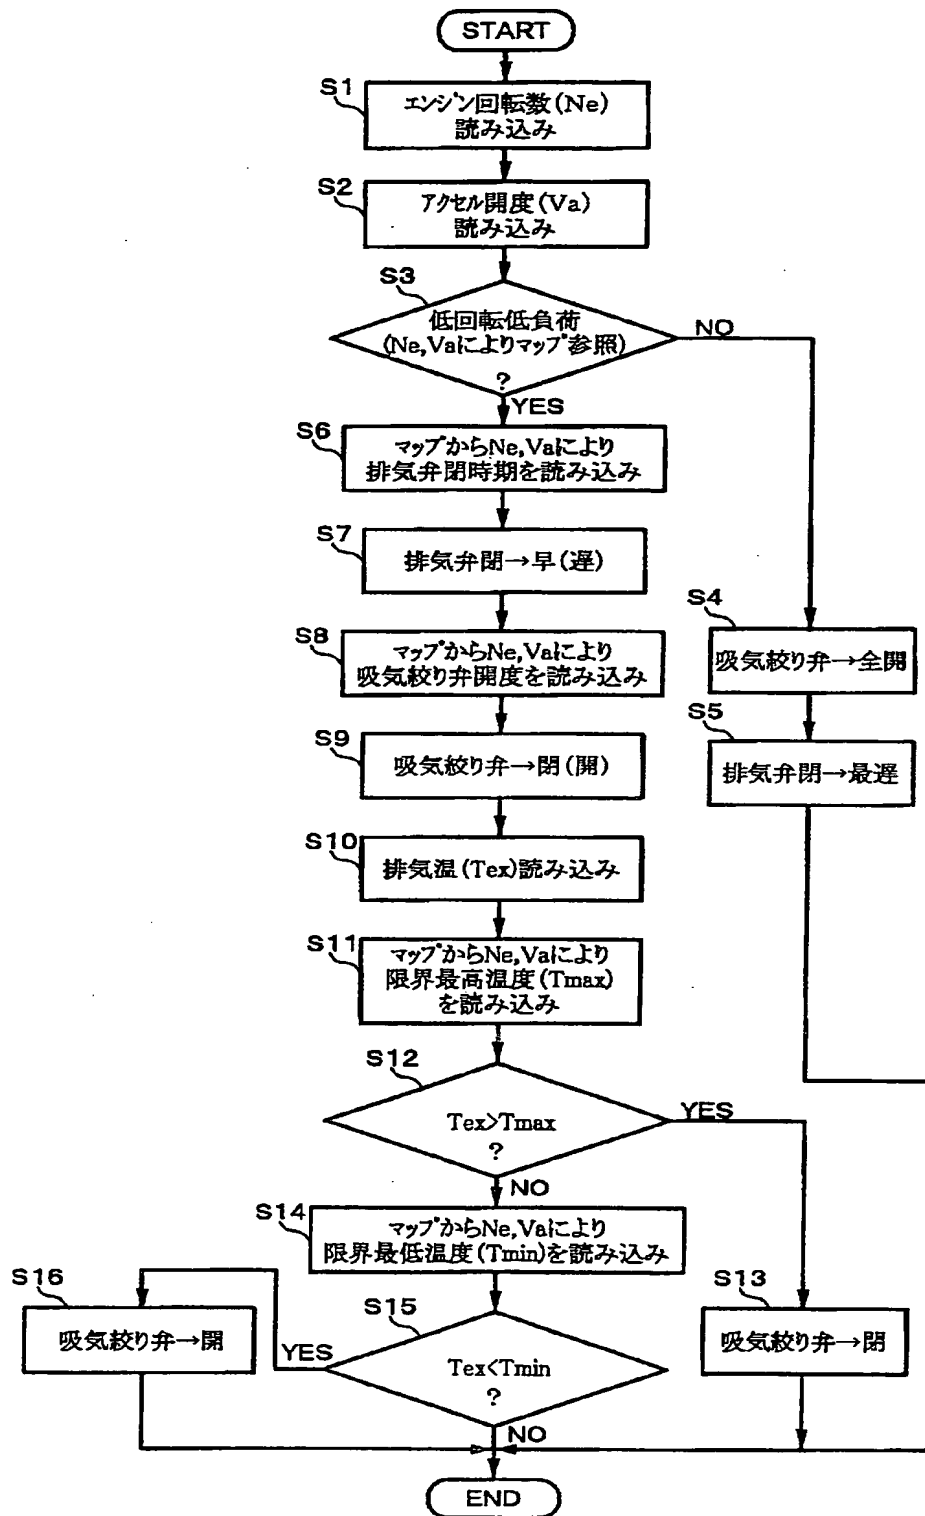 START
S1
エンジン回転数(Ne)
読み込み
S2
アクセル開度(Va)
読み込み
S3
低回転低負荷
(Ne,Vaによりマップ参照)
?
NO
YES
S6
マップからNe,Vaにより
排気弁閉時期を読み込み
S7
排気弁閉→早(遅)
S8
マップからNe,Vaにより
吸気絞り弁開度を読み込み
S4
吸気絞り弁→全開
S9
吸気絞り弁→閉(開)
S5
排気弁閉→最遅
S10
排気温(Tex)読み込み
S11
マップからNe,Vaにより
限界最高温度(Tmax)
を読み込み
S12
Tex>Tmax
?
YES
NO
S14
マップからNe,Vaにより
限界最低温度(Tmin)を読み込み
S16
吸気絞り弁→開
S15
YES
Tex<Tmin
?
S13
吸気絞り弁→閉
NO
END